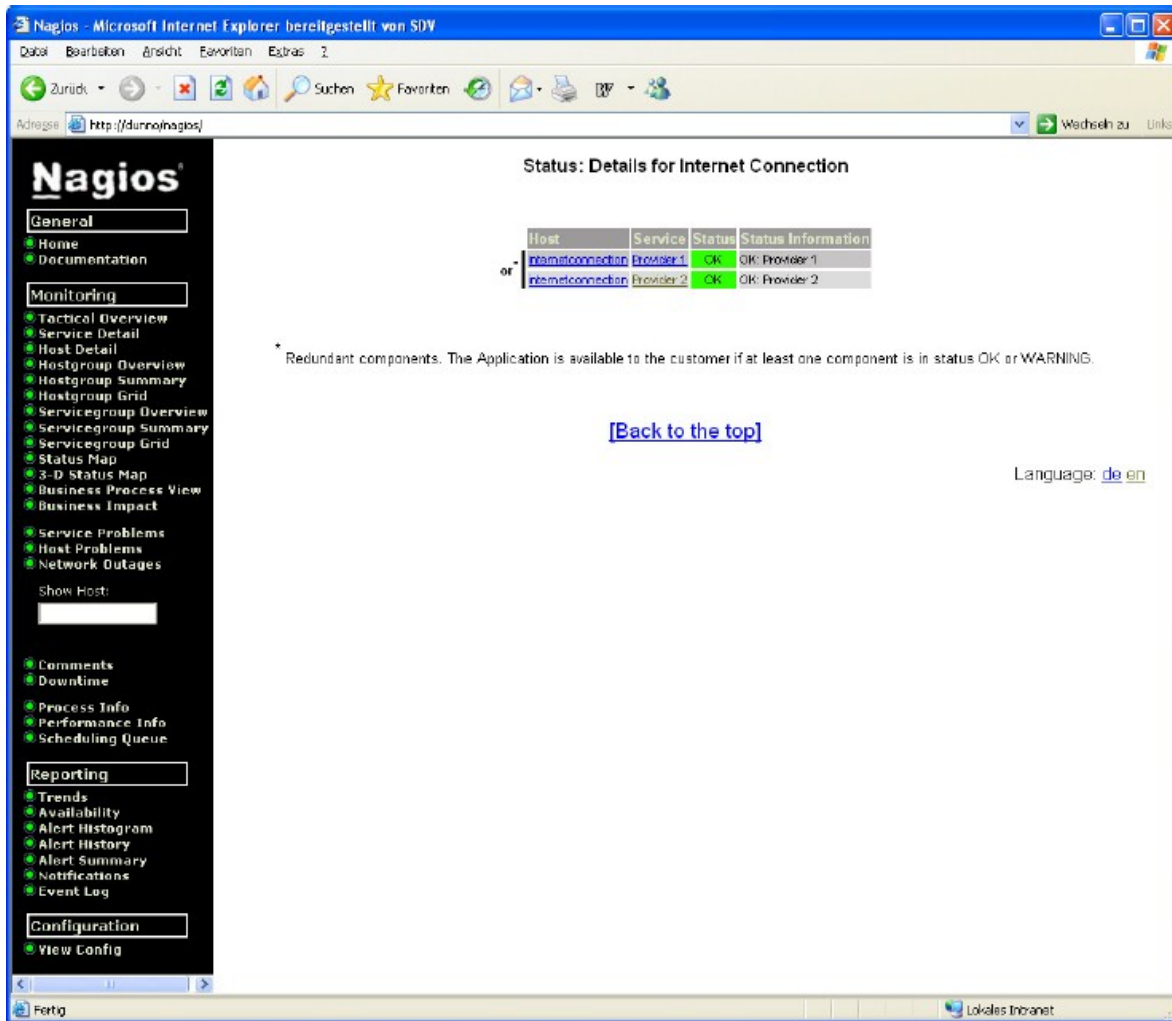 Nagios - Microsoft Internet Explorer bereitgestellt von SDV
Datei Bearbeiten Ansicht Favoriten Extras ?
Zurück Suchen Favoriten
Adresse http://dunno/nagios/ Wechseln zu Links
Nagios
General
Home
Documentation
Monitoring
Tactical Overview
Service Detail
Host Detail
Hostgroup Overview
Hostgroup Summary
Hostgroup Grid
Servicegroup Overview
Servicegroup Summary
Servicegroup Grid
Status Map
3-D Status Map
Business Process View
Business Impact
Service Problems
Host Problems
Network Outages
Show Host:
Comments
Downtime
Process Info
Performance Info
Scheduling Queue
Reporting
Trends
Availability
Alert Histogram
Alert History
Alert Summary
Notifications
Event Log
Configuration
View Config
Status: Details for Internet Connection
Host Service Status Status Information
or*
internetconnection Provider 1 OK OK: Provider 1
internetconnection Provider 2 OK OK: Provider 2
* Redundant components. The Application is available to the customer if at least one component is in status OK or WARNING.
[Back to the top]
Language: de en
Fertig Lokales Intranet